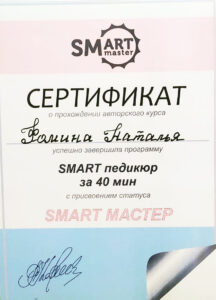 SMART
master
СЕРТИФИКАТ
о прохождении авторского курса
Фомина Наталья
успешно завершила программу
SMART педикюр
за 40 мин
с присвоением статуса
SMART МАСТЕР